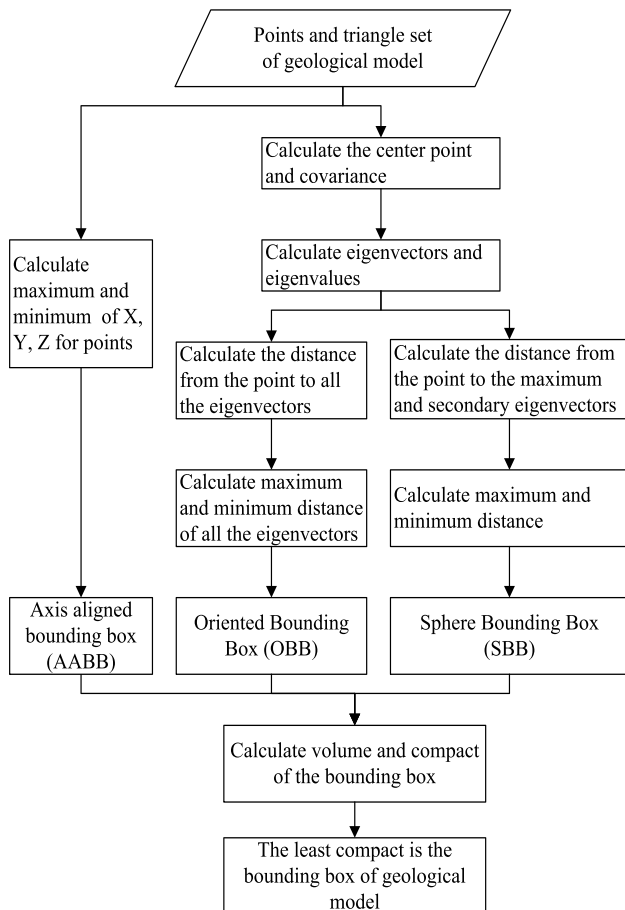 Points and triangle set
of geological model
Calculate the center point
and covariance
Calculate
maximum and
minimum of X,
Y, Z for points
Calculate eigenvectors and
eigenvalues
Calculate the distance
from the point to all
the eigenvectors
Calculate the distance from
the point to the maximum
and secondary eigenvectors
Calculate maximum
and minimum distance
of all the eigenvectors
Calculate maximum and
minimum distance
Axis aligned
bounding box
(AABB)
Oriented Bounding
Box (OBB)
Sphere Bounding Box
(SBB)
Calculate volume and compact
of the bounding box
The least compact is the
bounding box of geological
model